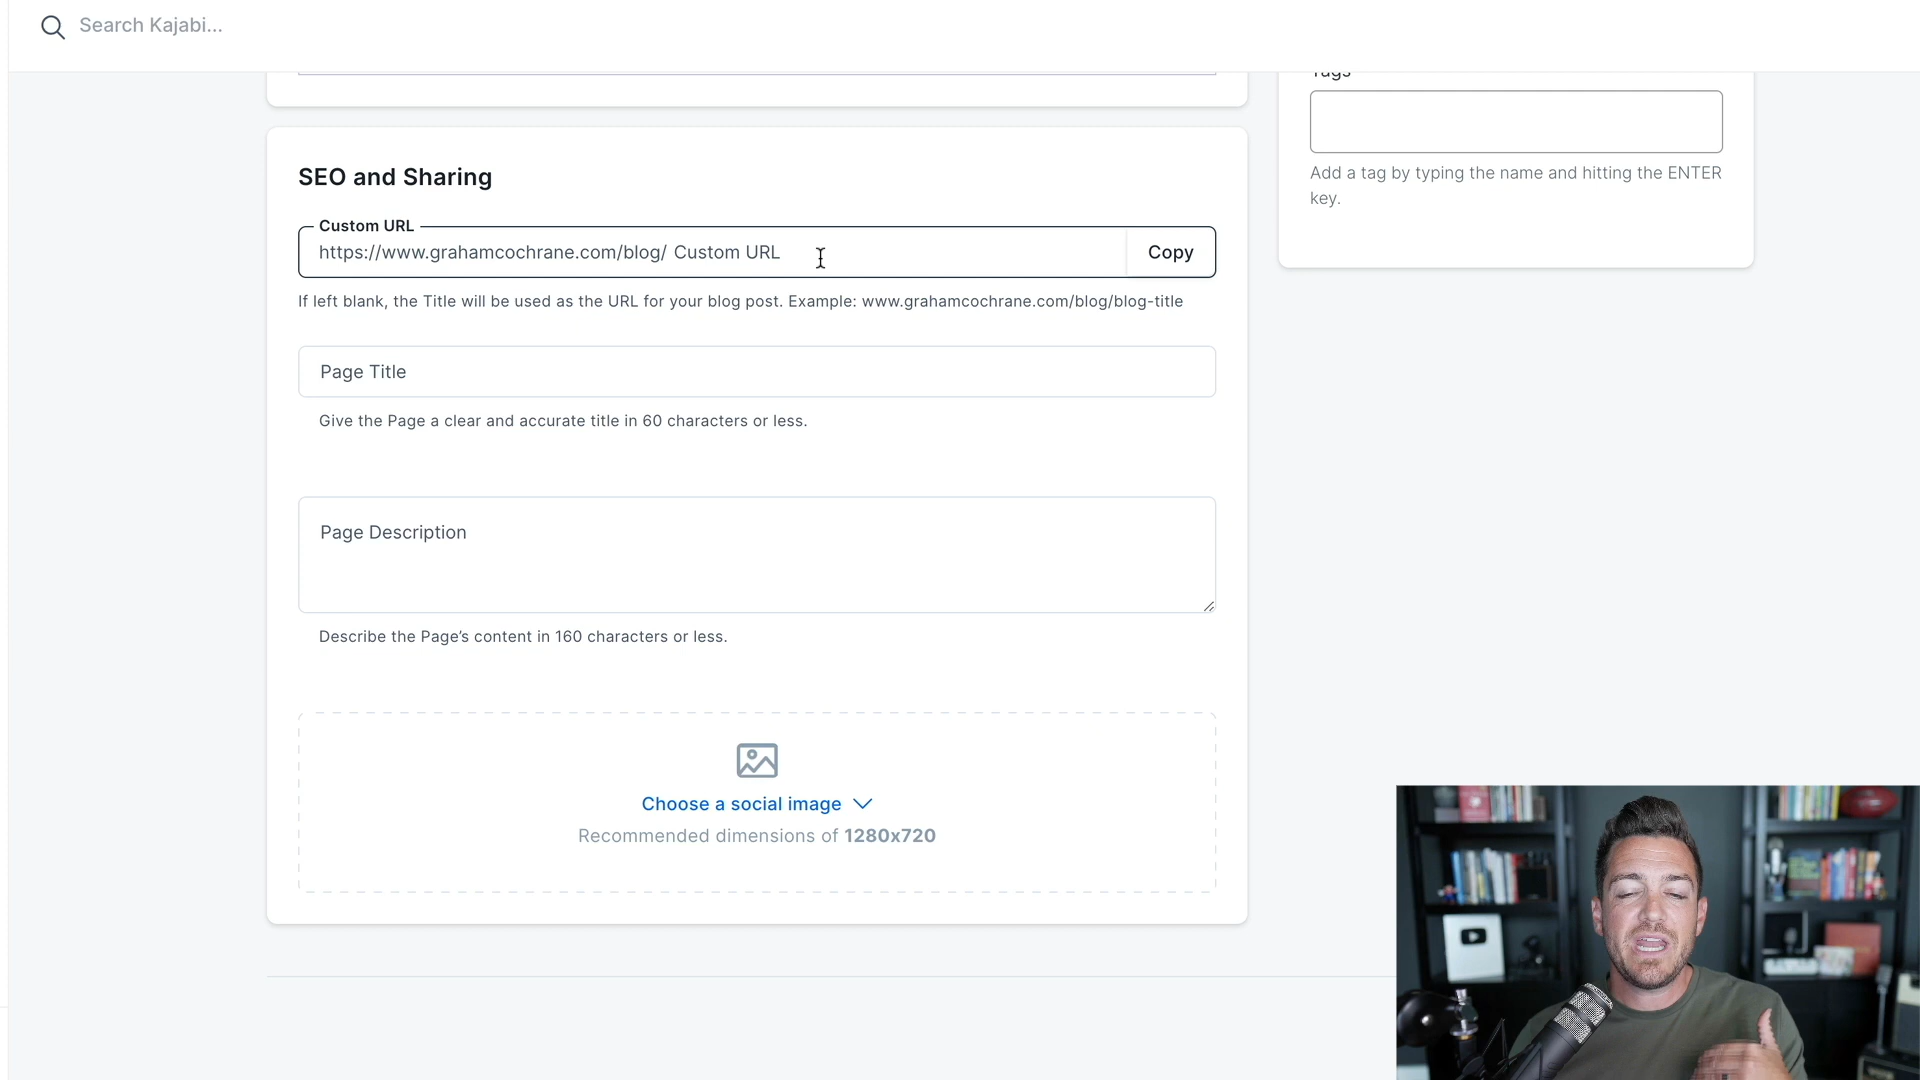 Search Kajabi...
Tags
Add a tag by typing the name and hitting the ENTER
key.
SEO and Sharing
Custom URL
https://www.grahamcochrane.com/blog/ Custom URL
Copy
If left blank, the Title will be used as the URL for your blog post. Example: www.grahamcochrane.com/blog/blog-title
Page Title
Give the Page a clear and accurate title in 60 characters or less.
Page Description
Describe the Page’s content in 160 characters or less.
Choose a social image
Recommended dimensions of 1280x720